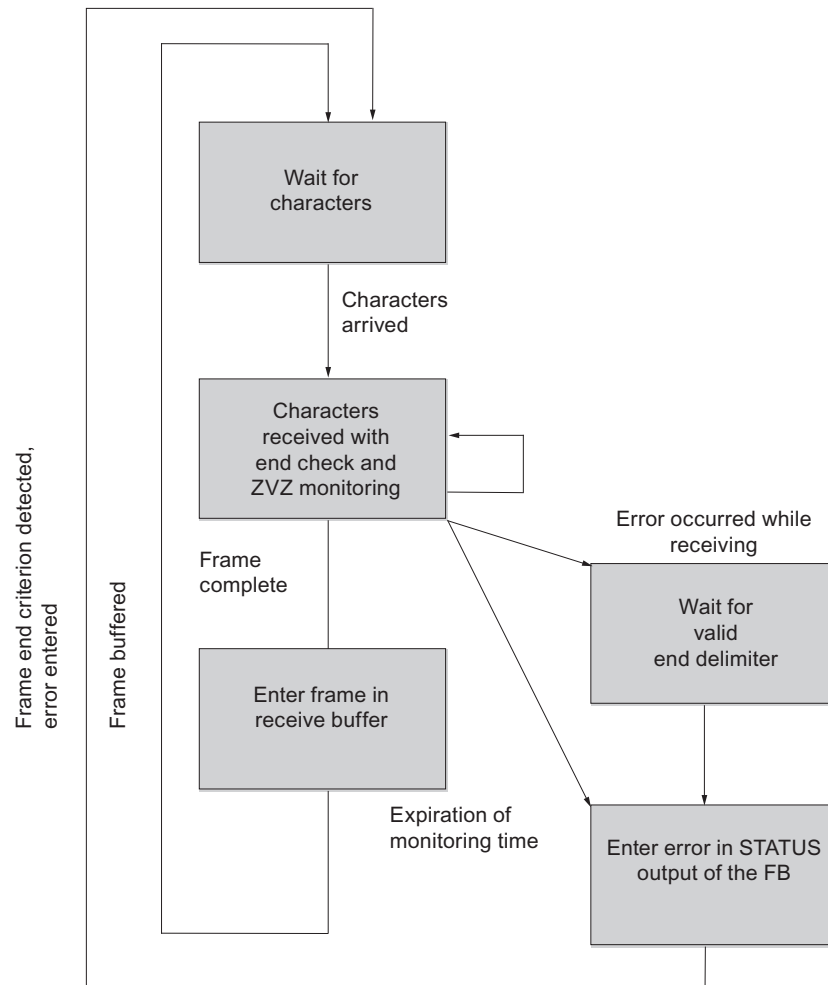 Wait for
characters
Characters
arrived
Characters
received with
end check and
ZVZ monitoring
Frame end criterion detected,
error entered
Frame buffered
Frame
complete
Error occurred while
receiving
Wait for
valid
end delimiter
Enter frame in
receive buffer
Expiration of
monitoring time
Enter error in STATUS
output of the FB